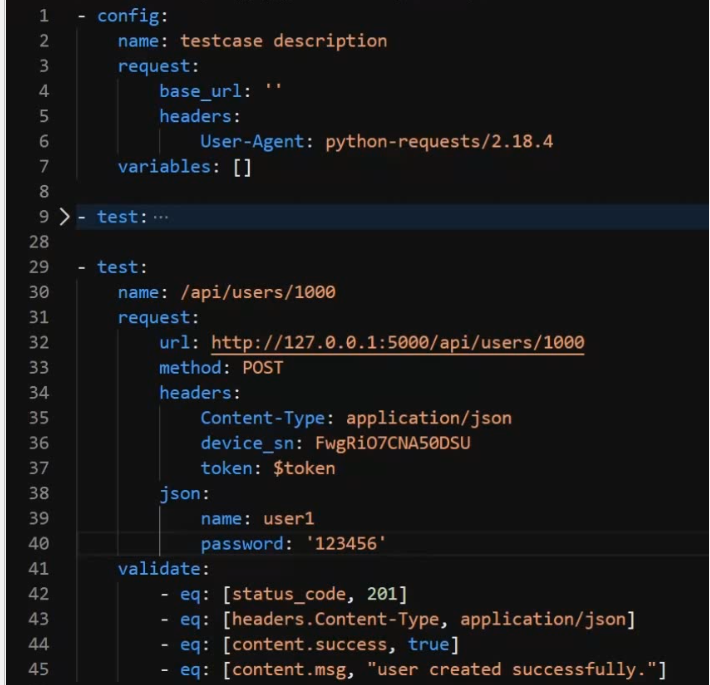 1 - config:
2 name: testcase description
3 request:
4 base_url: ''
5 headers:
6 User-Agent: python-requests/2.18.4
7 variables: []
8
9 - test:···
28
29 - test:
30 name: /api/users/1000
31 request:
32 url: http://127.0.0.1:5000/api/users/1000
33 method: POST
34 headers:
35 Content-Type: application/json
36 device_sn: FwgRiO7CNA50DSU
37 token: $token
38 json:
39 name: user1
40 password: '123456'
41 validate:
42 - eq: [status_code, 201]
43 - eq: [headers.Content-Type, application/json]
44 - eq: [content.success, true]
45 - eq: [content.msg, "user created successfully."]